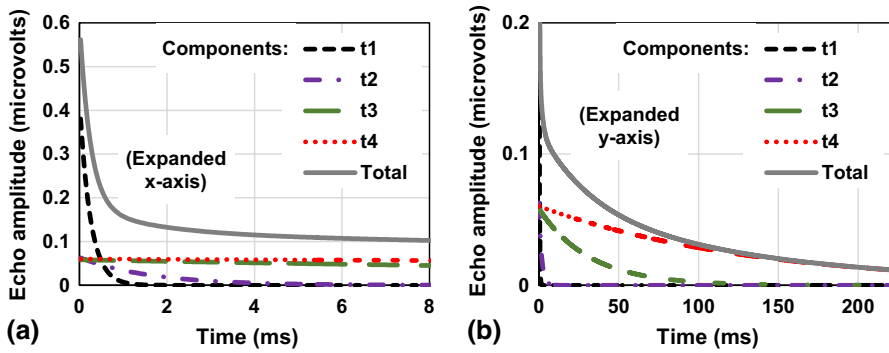 Echo amplitude (microvolts)
0.6
0.5
0.4
0.3
0.2
0.1
0
Components:
t1
t2
t3
t4
Total
(Expanded
x-axis)
0 2 4 6 8
Time (ms)
(a)
Echo amplitude (microvolts)
0.2
0.1
0
Components:
t1
t2
t3
t4
Total
(Expanded
y-axis)
0 50 100 150 200
Time (ms)
(b)